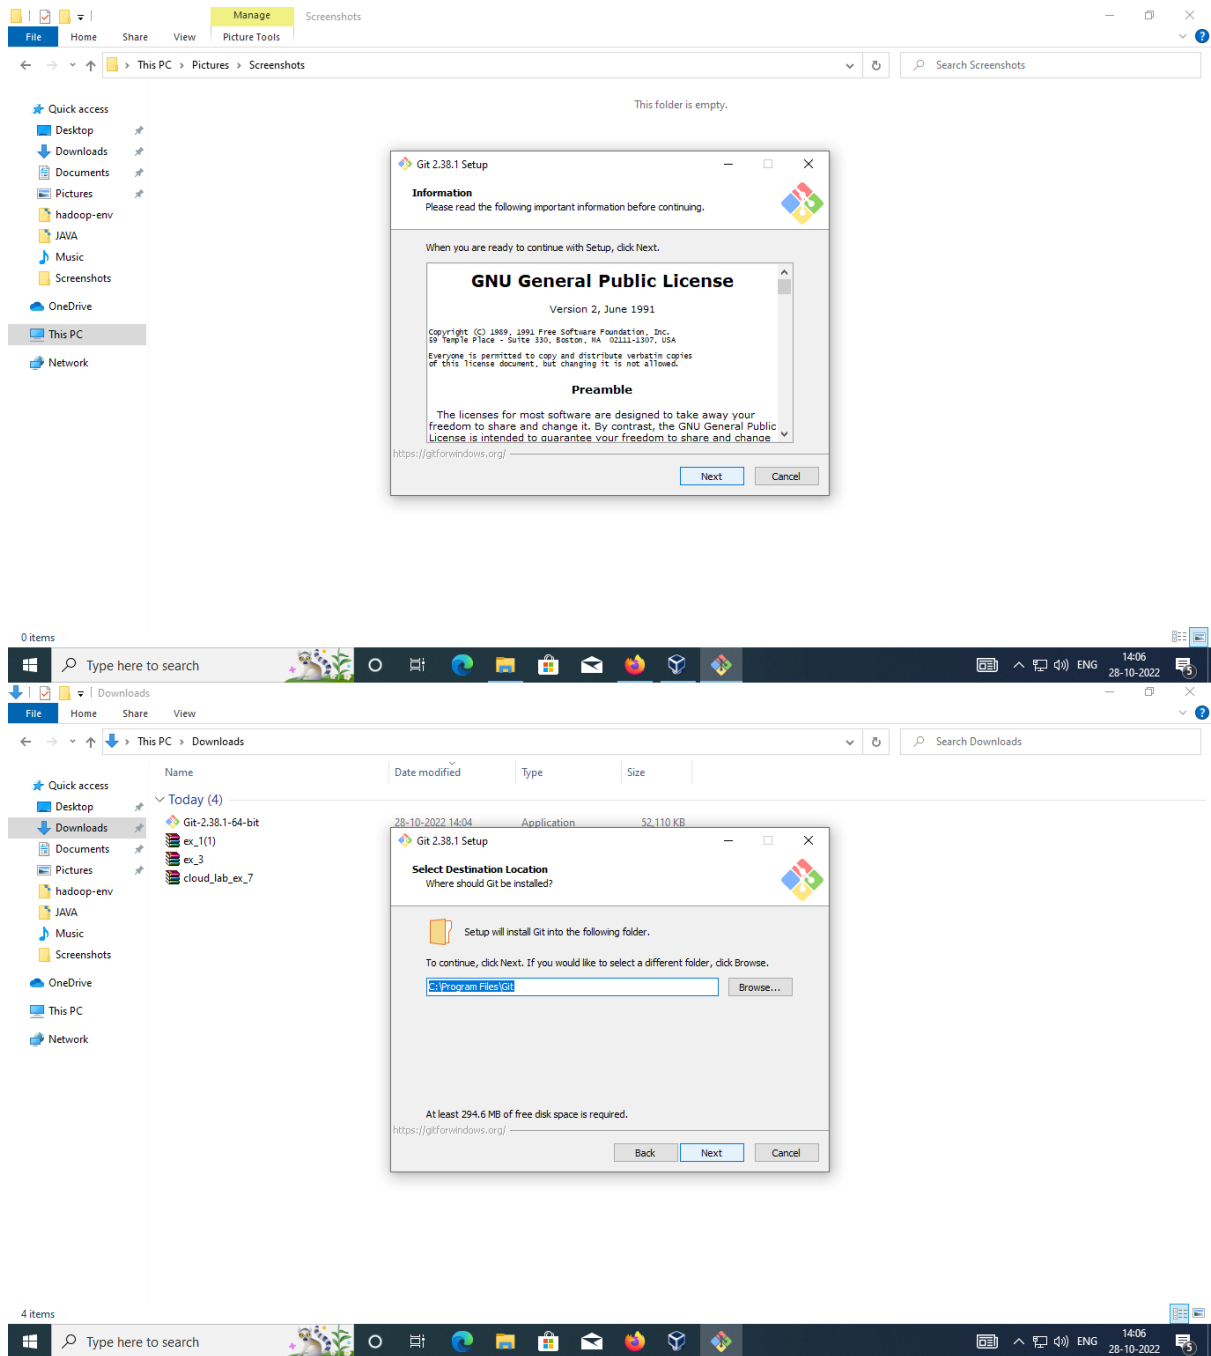 Manage
Screenshots
File Home Share View Picture Tools
This PC > Pictures > Screenshots
Search Screenshots
This folder is empty.
Quick access
Desktop
Downloads
Documents
Pictures
hadoop-env
JAVA
Music
Screenshots
OneDrive
This PC
Network
Git 2.38.1 Setup
Information
Please read the following important information before continuing.
When you are ready to continue with Setup, click Next.
GNU General Public License
Version 2, June 1991
Copyright (C) 1989, 1991 Free Software Foundation, Inc.
59 Temple Place - Suite 330, Boston, MA 02111-1307, USA
Everyone is permitted to copy and distribute verbatim copies
of this license document, but changing it is not allowed.
Preamble
The licenses for most software are designed to take away your
freedom to share and change it. By contrast, the GNU General Public
License is intended to guarantee your freedom to share and change
https://gitforwindows.org/
Next Cancel
0 items
Type here to search
ENG
14:06
28-10-2022
5
Downloads
File Home Share View
This PC > Downloads
Search Downloads
Name Date modified Type Size
Quick access
Desktop
Downloads
Documents
Pictures
hadoop-env
JAVA
Music
Screenshots
OneDrive
This PC
Network
Today (4)
Git-2.38.1-64-bit 28-10-2022 14:04 Application 52,110 KB
ex_1(1)
ex_3
cloud_lab_ex_7
Git 2.38.1 Setup
Select Destination Location
Where should Git be installed?
Setup will install Git into the following folder.
To continue, click Next. If you would like to select a different folder, click Browse.
C:\Program Files\Git
Browse...
At least 294.6 MB of free disk space is required.
https://gitforwindows.org/
Back Next Cancel
4 items
Type here to search
ENG
14:06
28-10-2022
5